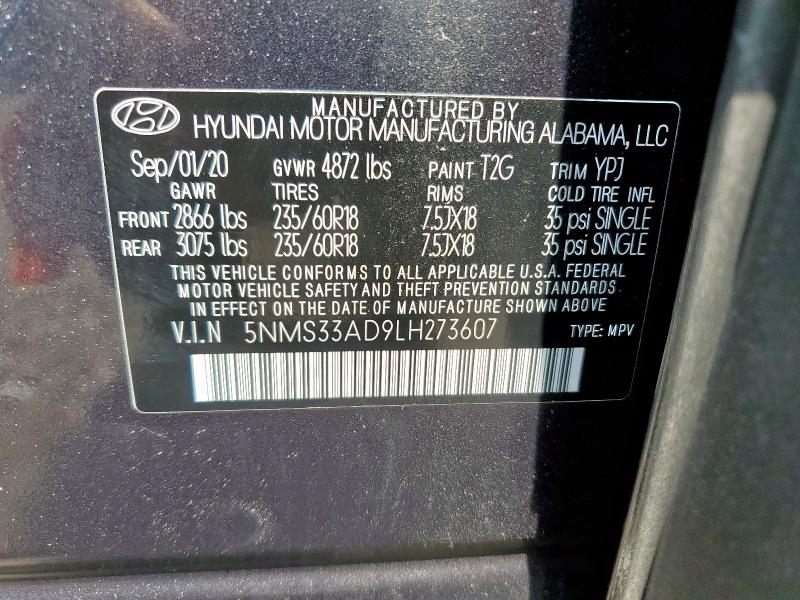 MANUFACTURED BY
HYUNDAI MOTOR MANUFACTURING ALABAMA, LLC
Sep/01/20 GVWR 4872 lbs PAINT T2G TRIM YPJ
GAWR TIRES RIMS COLD TIRE INFL
FRONT 2866 lbs 235/60R18 7.5JX18 35 psi SINGLE
REAR 3075 lbs 235/60R18 7.5JX18 35 psi SINGLE
THIS VEHICLE CONFORMS TO ALL APPLICABLE U.S.A. FEDERAL
MOTOR VEHICLE SAFETY AND THEFT PREVENTION STANDARDS
IN EFFECT ON THE DATE OF MANUFACTURE SHOWN ABOVE
V.I.N 5NMS33AD9LH273607 TYPE: MPV